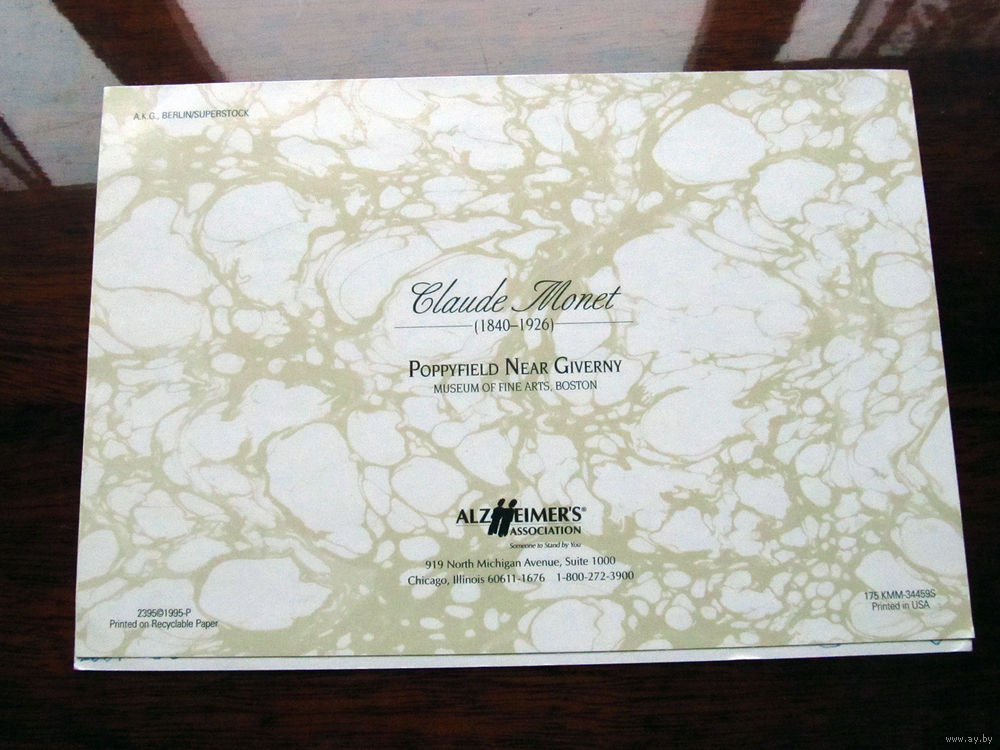 A.K.G., BERLIN/SUPERSTOCK
Claude Monet
(1840–1926)
POPPYFIELD NEAR GIVERNY
MUSEUM OF FINE ARTS, BOSTON
ALZHEIMER'S®
ASSOCIATION
Someone to Stand by You
919 North Michigan Avenue, Suite 1000
Chicago, Illinois 60611-1676 1-800-272-3900
2395©1995-P
Printed on Recyclable Paper
175 KMM-34459S
Printed in USA
www.ay.by